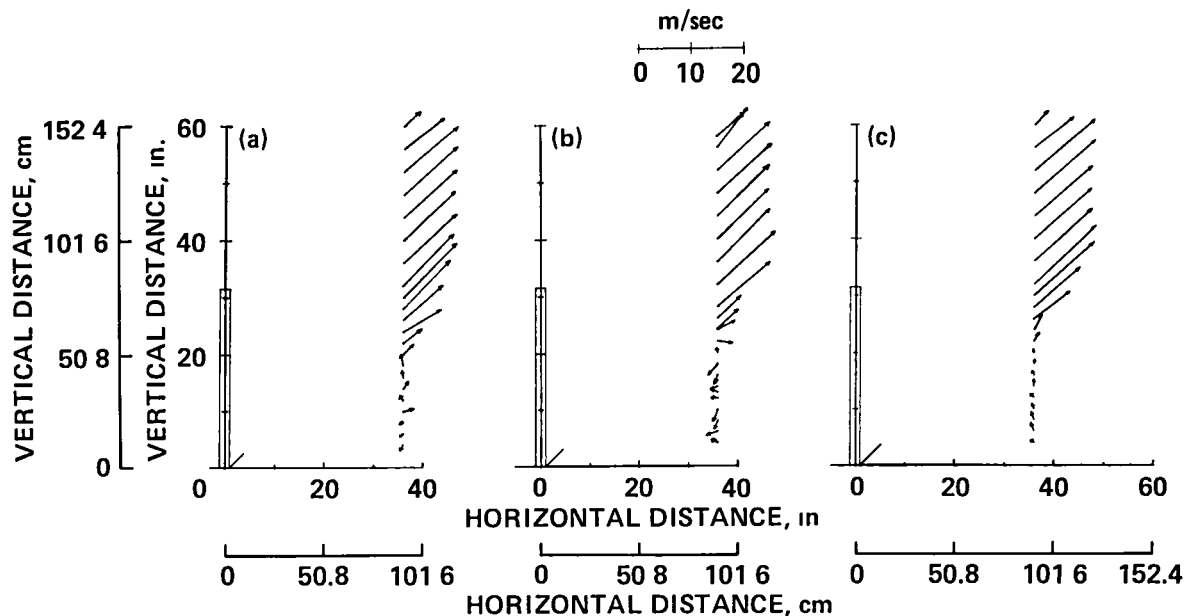 m/sec
0 10 20
VERTICAL DISTANCE, cm
152 4
101 6
50 8
0
VERTICAL DISTANCE, in.
60
40
20
(a)
(b)
(c)
0 20 40
0 20 40
0 20 40 60
HORIZONTAL DISTANCE, in
0 50.8 101 6
0 50 8 101 6
0 50.8 101 6 152.4
HORIZONTAL DISTANCE, cm